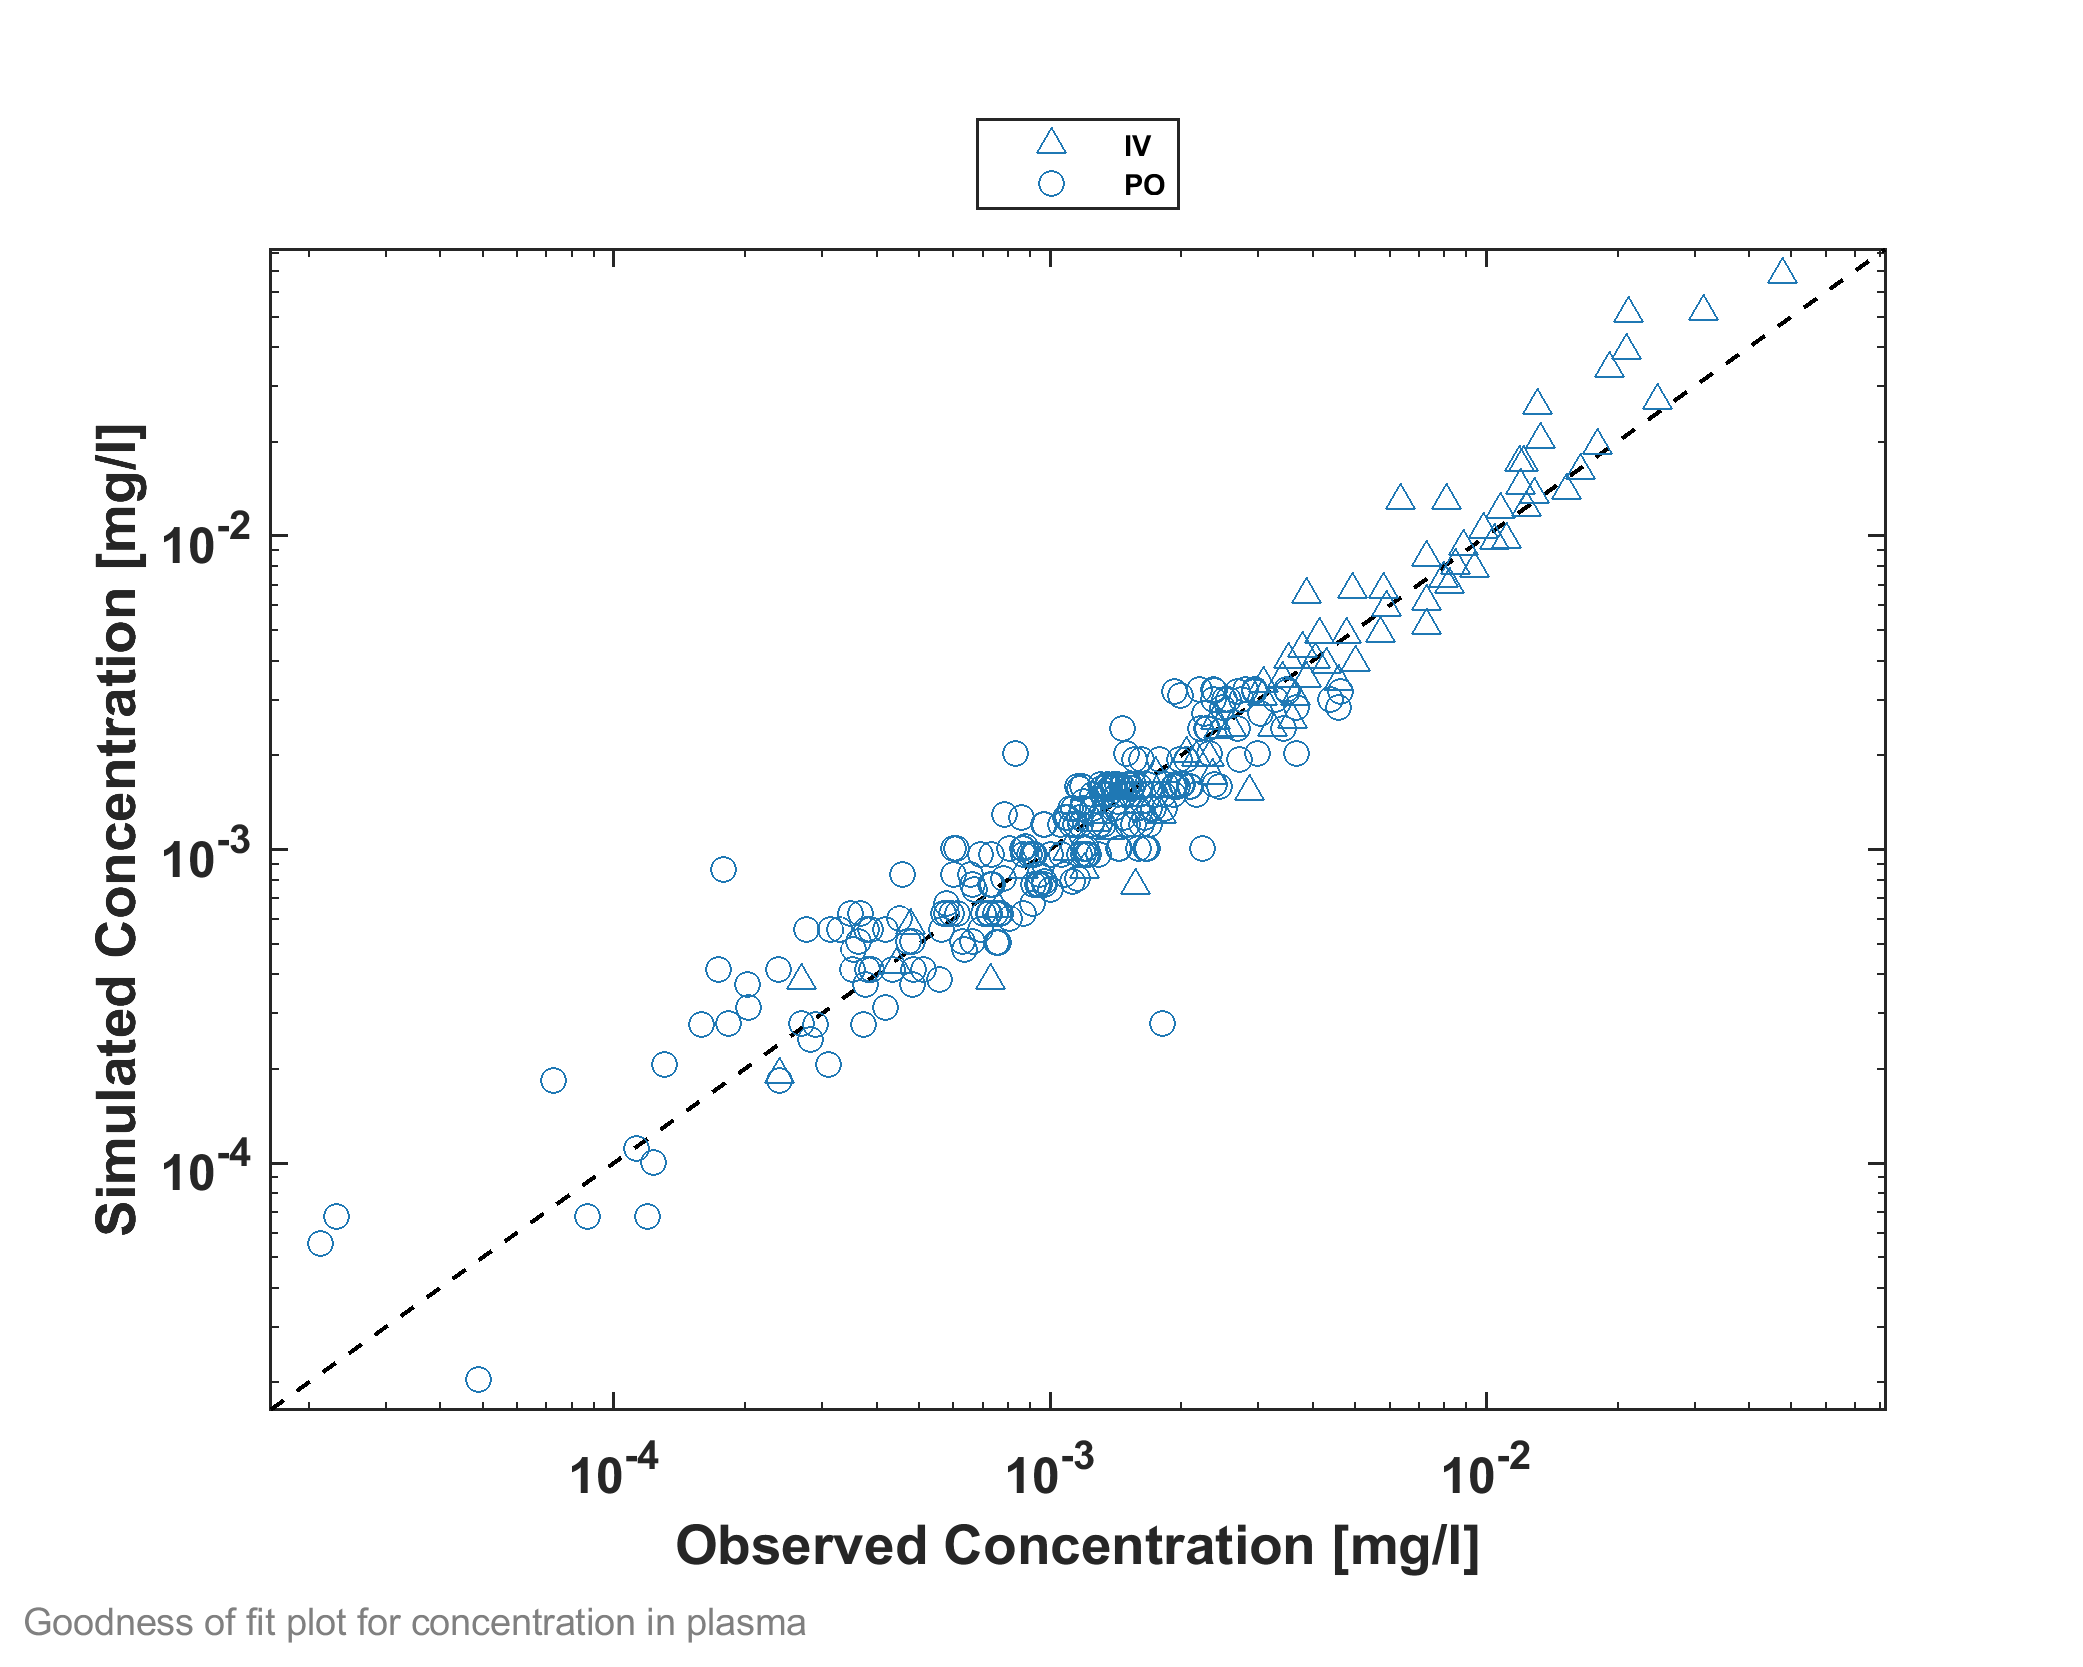 IV
PO
Simulated Concentration [mg/l]
10^-2
10^-3
10^-4
10^-4 10^-3 10^-2
Observed Concentration [mg/l]
Goodness of fit plot for concentration in plasma